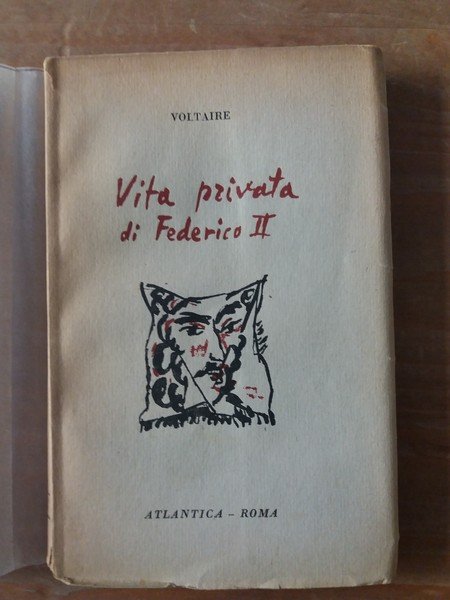 VOLTAIRE
Vita privata
di Federico II
ATLANTICA - ROMA